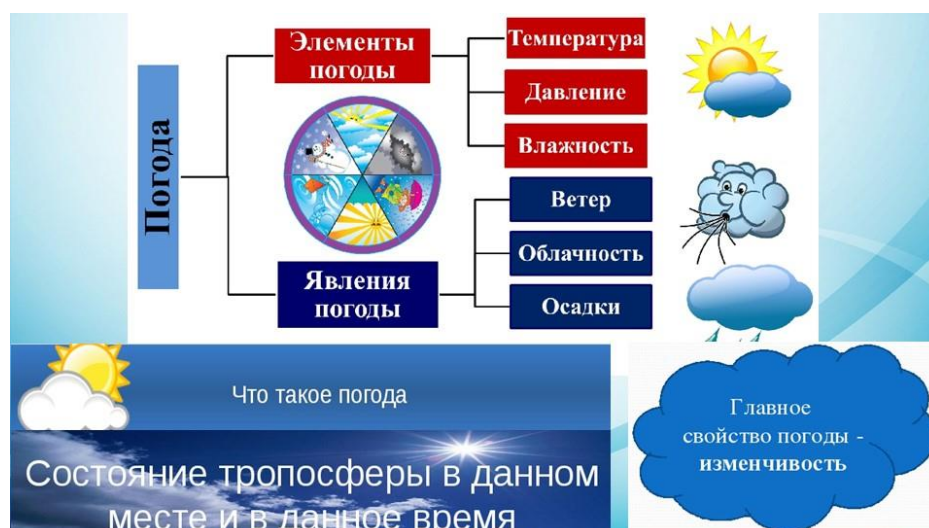 Погода
Элементы
погоды
Температура
Давление
Влажность
Явления
погоды
Ветер
Облачность
Осадки
Что такое погода
Состояние тропосферы в данном
месте и в данное время
Главное
свойство погоды -
изменчивость